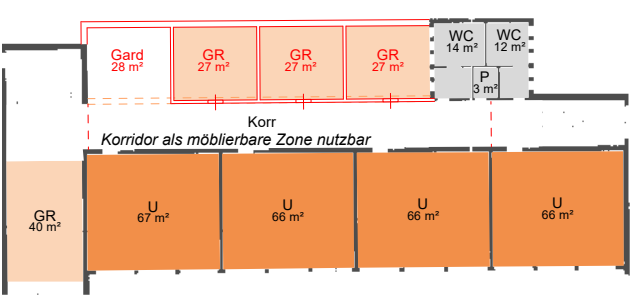 WC
14 m²
WC
12 m²
Gard
28 m²
GR
27 m²
GR
27 m²
GR
27 m²
P
3 m²
Korr
Korridor als möblierbare Zone nutzbar
GR
40 m²
U
67 m²
U
66 m²
U
66 m²
U
66 m²